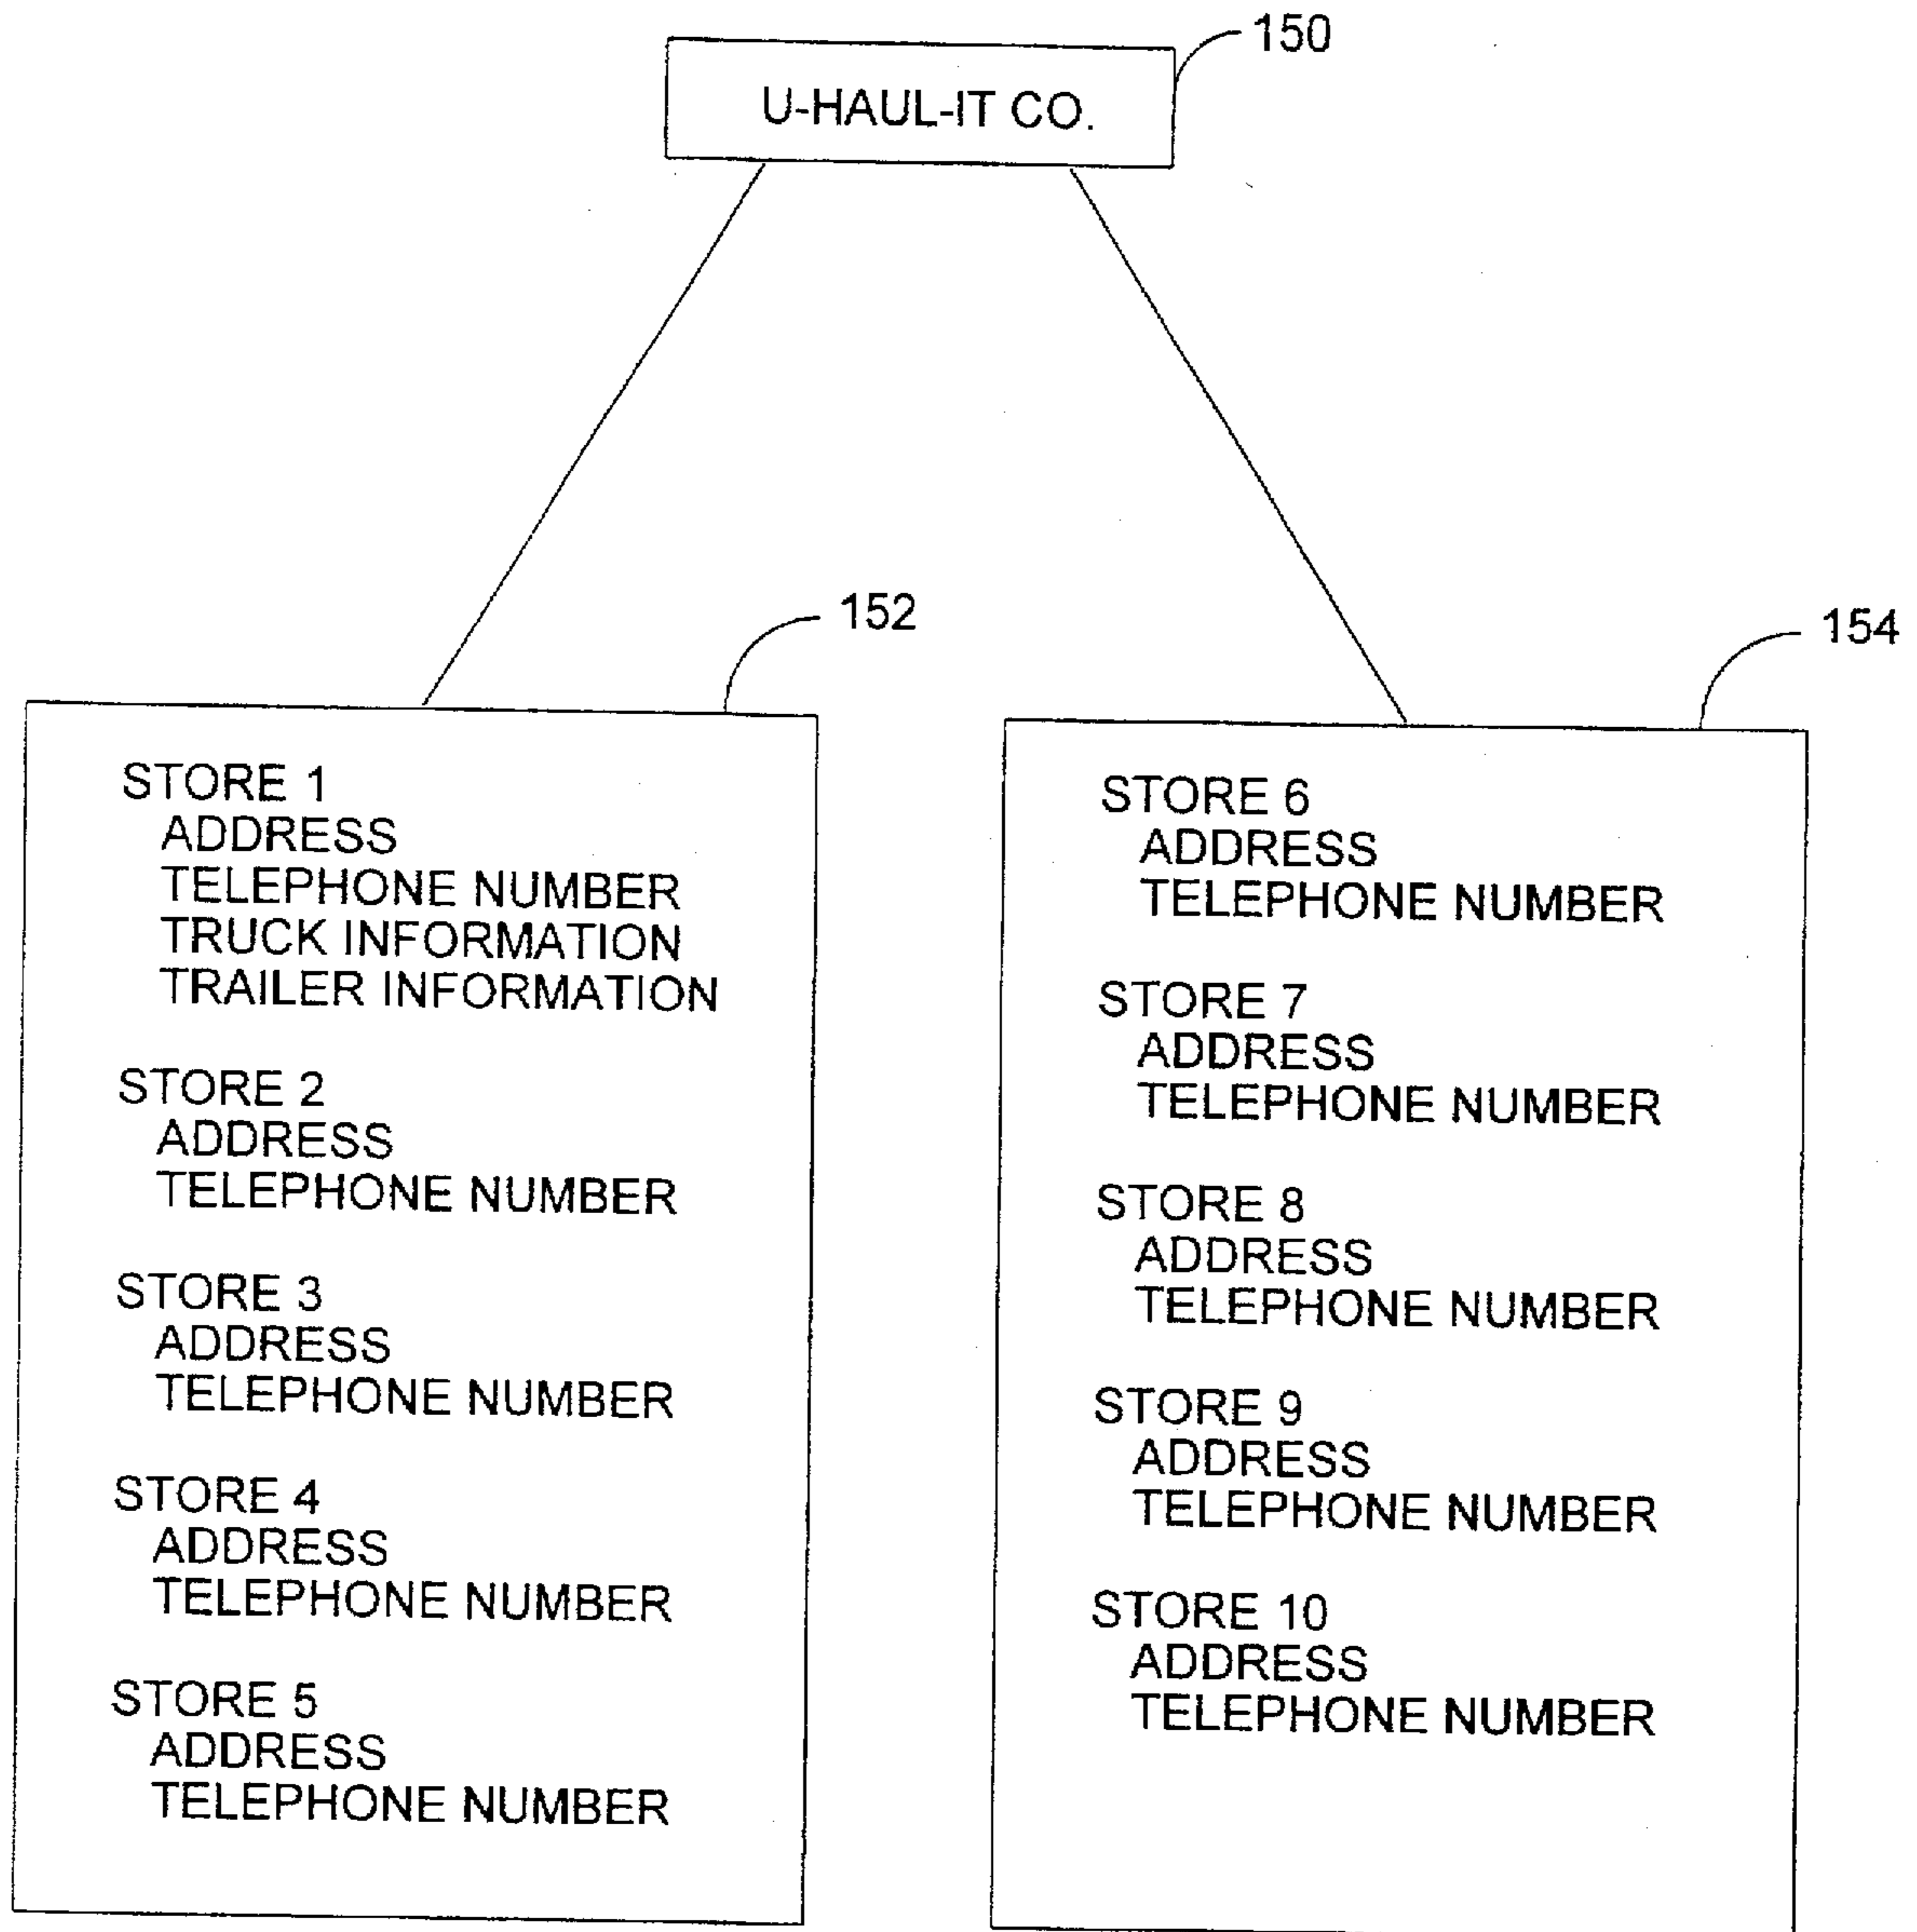 150
U-HAUL-IT CO.
152
STORE 1
ADDRESS
TELEPHONE NUMBER
TRUCK INFORMATION
TRAILER INFORMATION
STORE 2
ADDRESS
TELEPHONE NUMBER
STORE 3
ADDRESS
TELEPHONE NUMBER
STORE 4
ADDRESS
TELEPHONE NUMBER
STORE 5
ADDRESS
TELEPHONE NUMBER
154
STORE 6
ADDRESS
TELEPHONE NUMBER
STORE 7
ADDRESS
TELEPHONE NUMBER
STORE 8
ADDRESS
TELEPHONE NUMBER
STORE 9
ADDRESS
TELEPHONE NUMBER
STORE 10
ADDRESS
TELEPHONE NUMBER